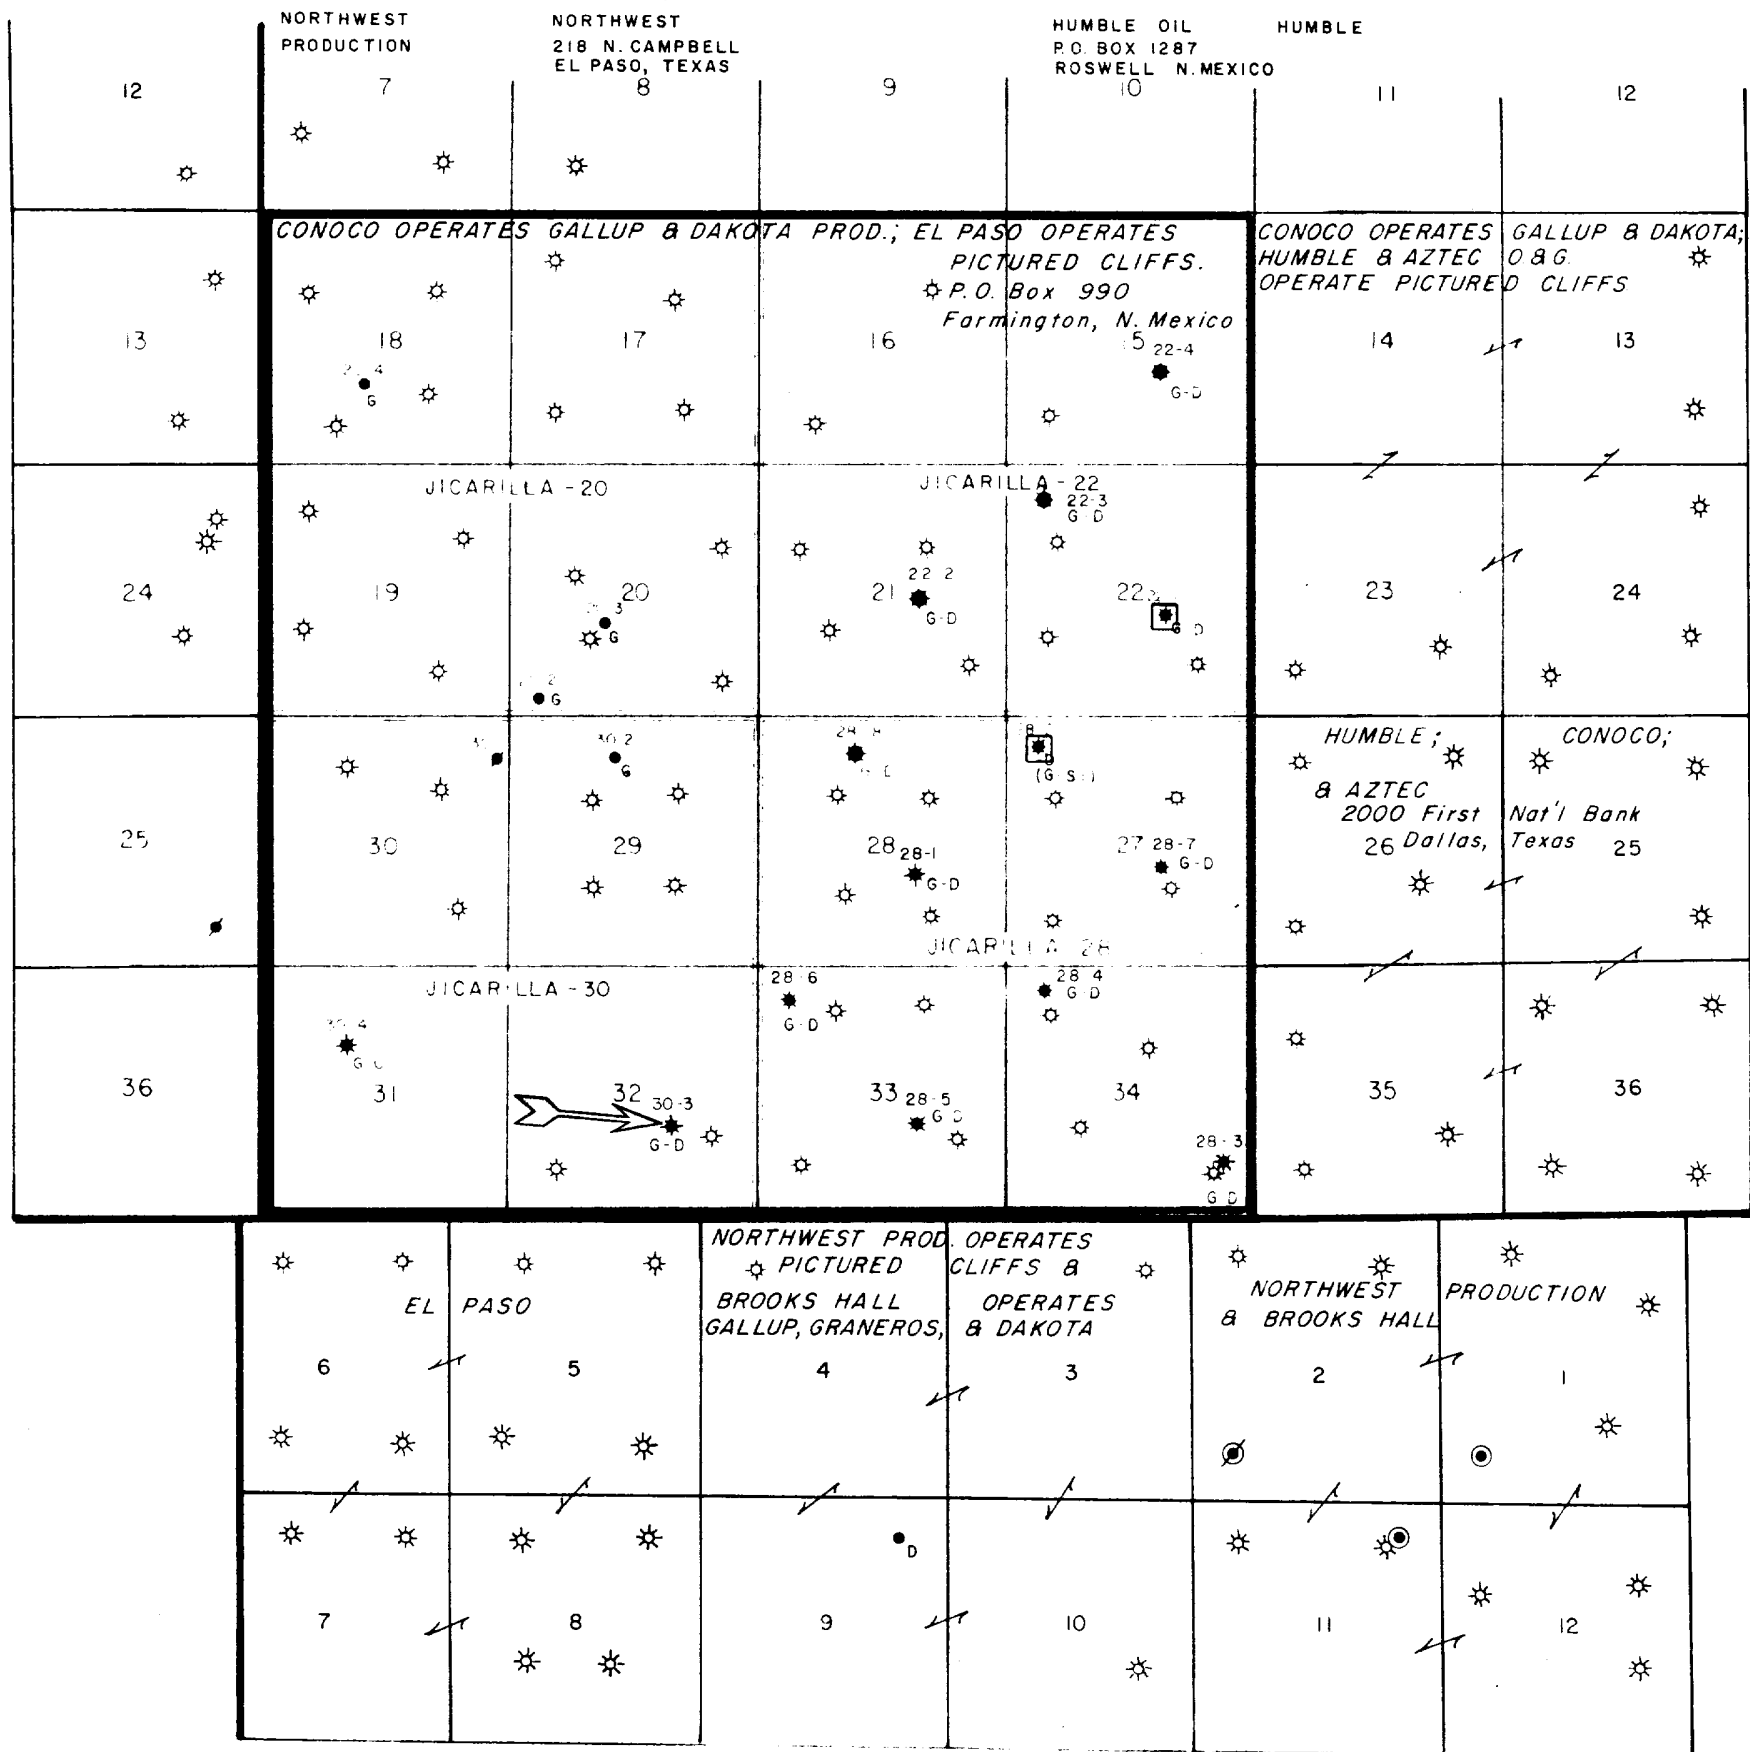 NORTHWEST
PRODUCTION
NORTHWEST
218 N. CAMPBELL
EL PASO, TEXAS
HUMBLE OIL
P.O. BOX 1287
ROSWELL N. MEXICO
HUMBLE
12 7 8 9 10 11 12
CONOCO OPERATES GALLUP & DAKOTA PROD.; EL PASO OPERATES
PICTURED CLIFFS.
P.O. Box 990
Farmington, N. Mexico
CONOCO OPERATES GALLUP & DAKOTA;
HUMBLE & AZTEC O & G.
OPERATE PICTURED CLIFFS
13 18 17 16 15 14 13
22-4
G-D
G
JICARILLA-20
JICARILLA-22
22-3
G D
24 19 20 21 22 23 24
22 2
G-D
G D
G
G
HUMBLE; CONOCO;
& AZTEC
2000 First Nat'l Bank
Dallas, Texas
30 2
G
25 30 29 28 27 26 25
28-1
G-D
28-7
G-D
JICARILLA 28
JICARILLA-30
28-6
G-D
28 4
G D
36 31 32 33 34 35 36
30-3
G-D
28-5
G D
28-3
G D
NORTHWEST PROD. OPERATES
PICTURED CLIFFS &
BROOKS HALL OPERATES
GALLUP, GRANEROS, & DAKOTA
EL PASO
NORTHWEST PRODUCTION
& BROOKS HALL
6 5 4 3 2 1
D
7 8 9 10 11 12